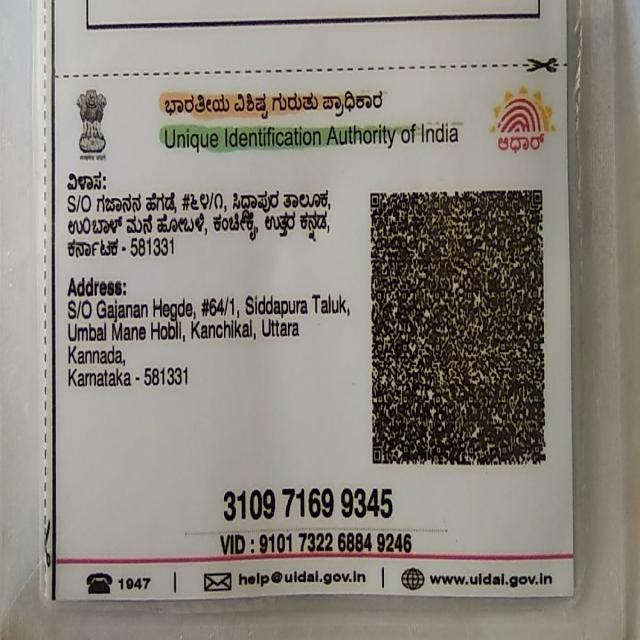 ಭಾರತೀಯ ವಿಶಿಷ್ಟ ಗುರುತು ಪ್ರಾಧಿಕಾರ
Unique Identification Authority of India
ಆಧಾರ್
ವಿಳಾಸ:
S/O ಗಜಾನನ ಹೆಗಡೆ, #೬೪/೧, ಸಿದ್ದಾಪುರ ತಾಲೂಕ,
ಉಂಬಾಳ್ ಮನೆ ಹೋಬಳಿ, ಕಂಚೀಕೈ, ಉತ್ತರ ಕನ್ನಡ,
ಕರ್ನಾಟಕ - 581331
Address:
S/O Gajanan Hegde, #64/1, Siddapura Taluk,
Umbal Mane Hobli, Kanchikai, Uttara
Kannada,
Karnataka - 581331
3109 7169 9345
VID : 9101 7322 6884 9246
1947 | help@uidai.gov.in | www.uidai.gov.in